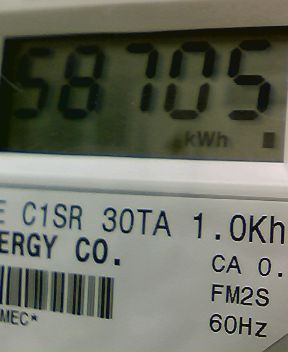 58705
kWh
E C1SR 30TA 1.0Kh
ERGY CO.
CA 0.
FM2S
MEC*
60Hz